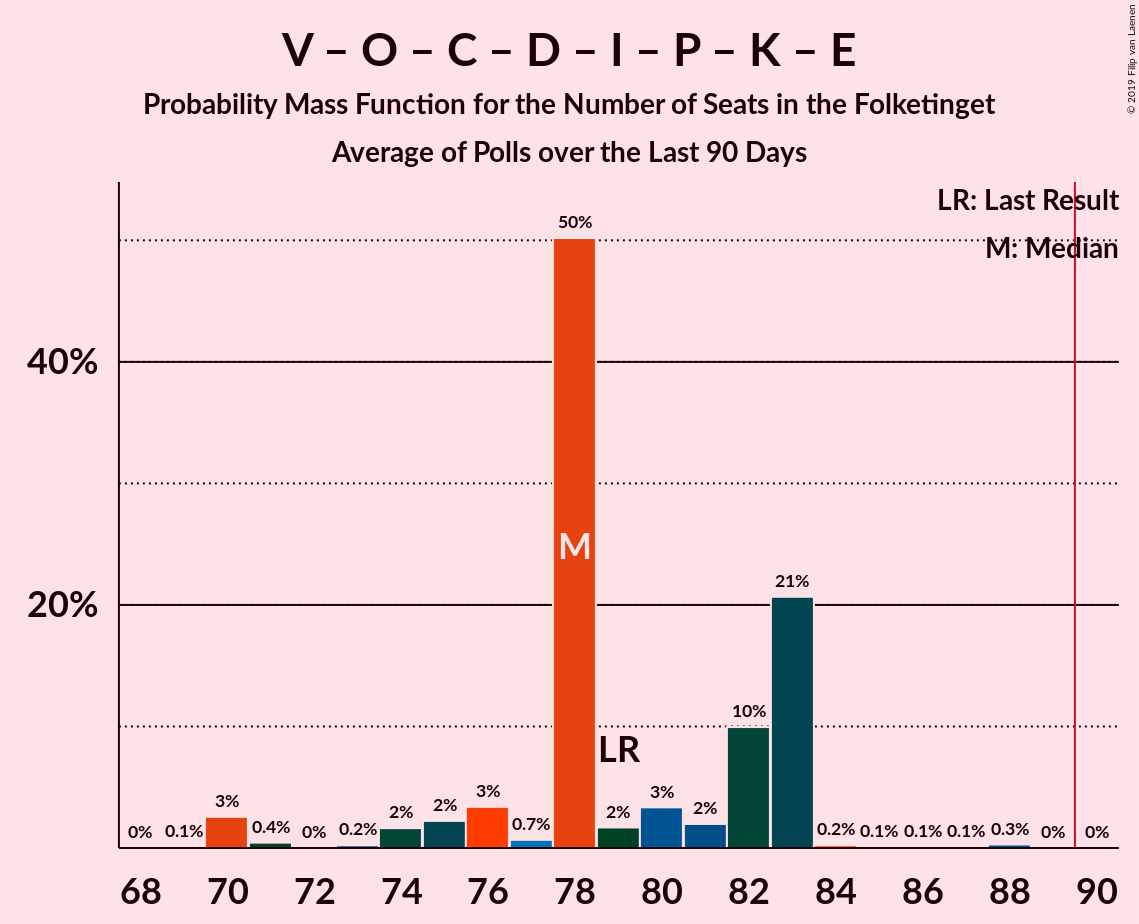 V – O – C – D – I – P – K – E
Probability Mass Function for the Number of Seats in the Folketinget
Average of Polls over the Last 90 Days
© 2019 Filip van Laenen
LR: Last Result
M: Median
40%
20%
0% 0.1% 3% 0.4% 0% 0.2% 2% 2% 3% 0.7% 50% 2% 3% 2% 10% 21% 0.2% 0.1% 0.1% 0.1% 0.3% 0% 0%
M
LR
68 70 72 74 76 78 80 82 84 86 88 90